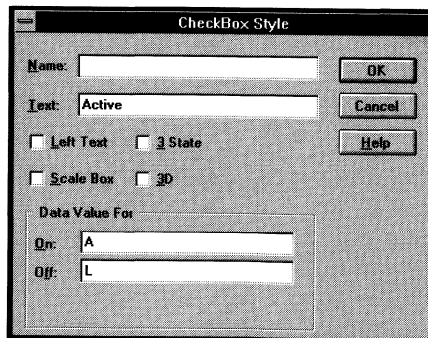 CheckBox Style
Name:
OK
Text: Active
Cancel
Left Text 3 State
Help
Scale Box 3D
Data Value For
On: A
Off: L